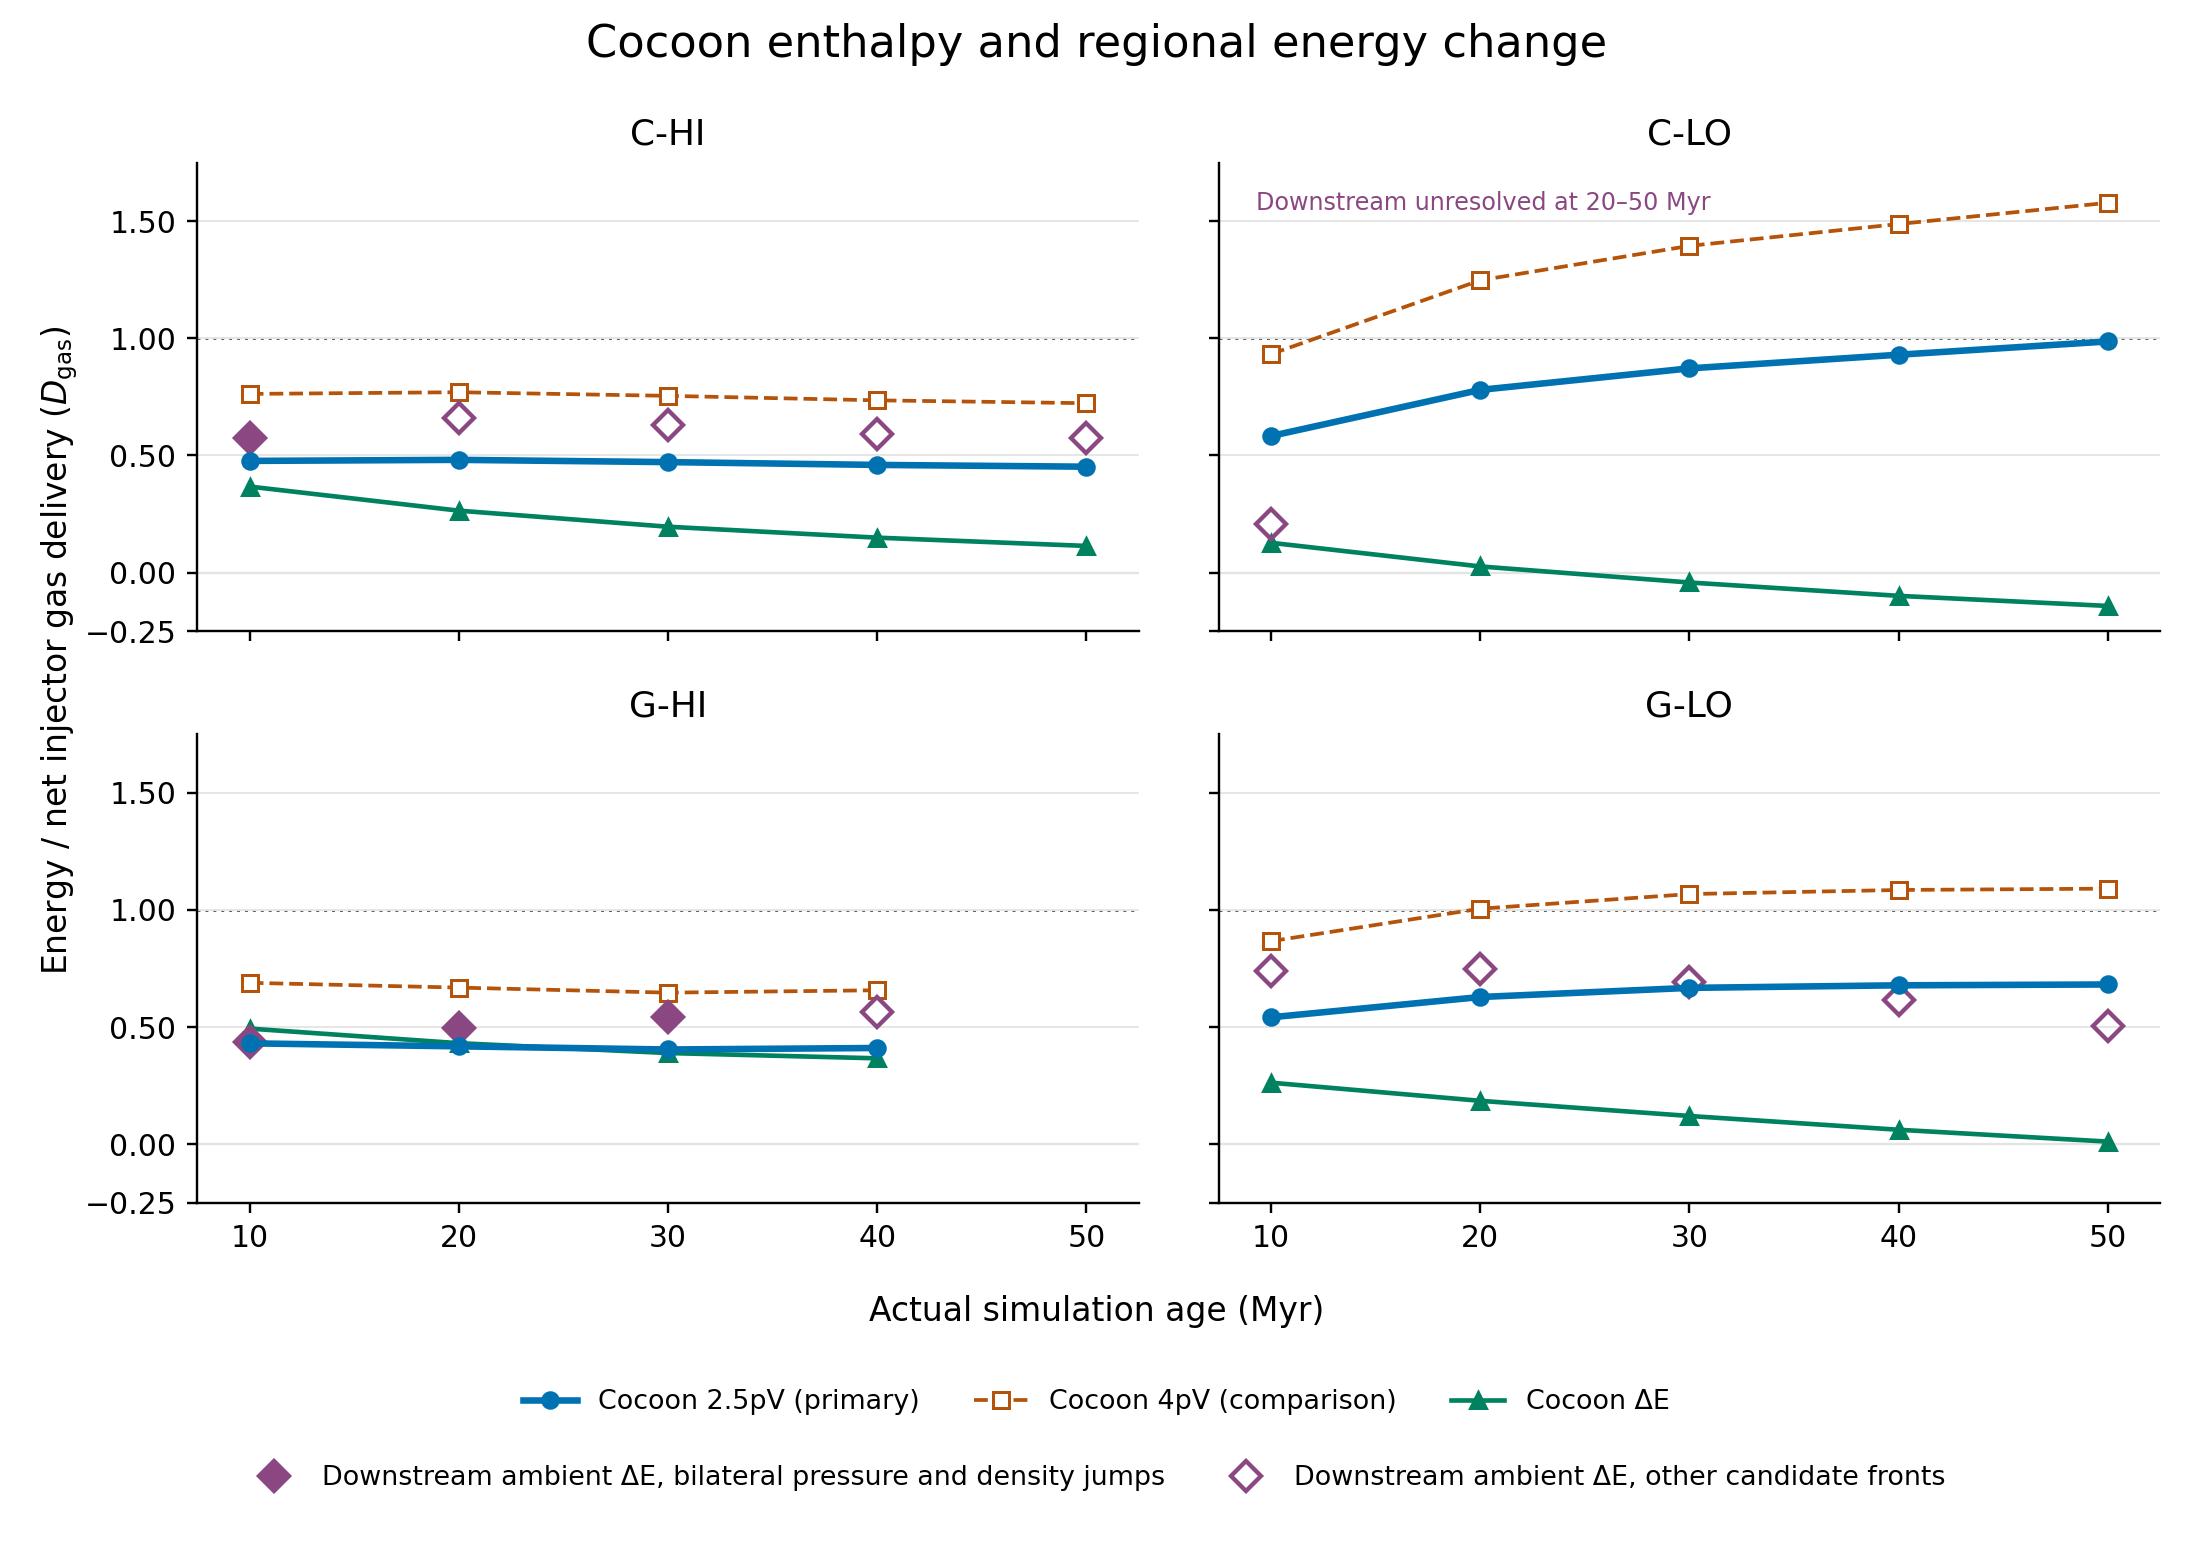 Cocoon enthalpy and regional energy change
C-HI
C-LO
Energy / net injector gas delivery (D_gas)
1.50
1.00
0.50
0.00
−0.25
Downstream unresolved at 20–50 Myr
G-HI
G-LO
1.50
1.00
0.50
0.00
−0.25
10 20 30 40 50
10 20 30 40 50
Actual simulation age (Myr)
Cocoon 2.5pV (primary)
Cocoon 4pV (comparison)
Cocoon ΔE
Downstream ambient ΔE, bilateral pressure and density jumps
Downstream ambient ΔE, other candidate fronts